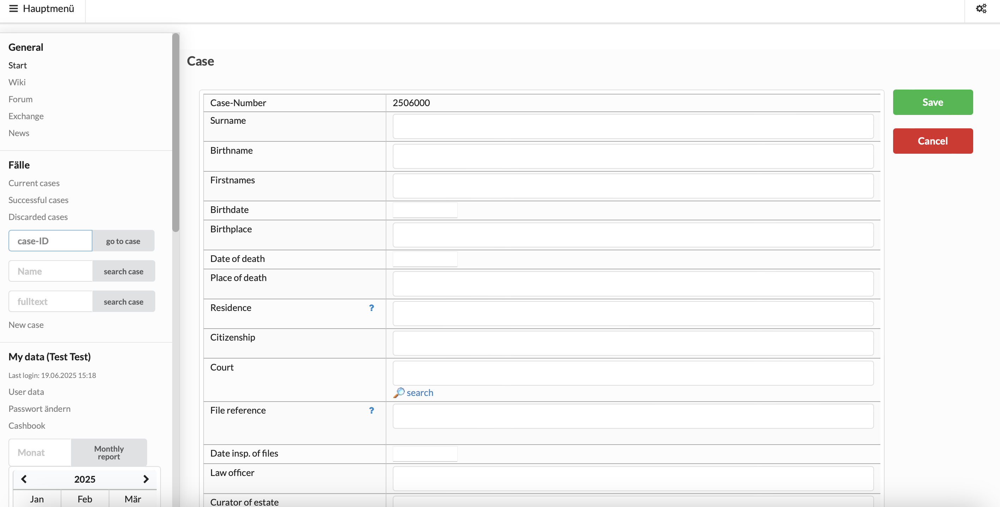 Hauptmenü
General
Start
Wiki
Forum
Exchange
News
Fälle
Current cases
Successful cases
Discarded cases
case-ID go to case
Name search case
fulltext search case
New case
My data (Test Test)
Last login: 19.06.2025 15:18
User data
Passwort ändern
Cashbook
Monat Monthly report
2025
Jan Feb Mär
Case
Case-Number 2506000
Surname
Birthname
Firstnames
Birthdate
Birthplace
Date of death
Place of death
Residence ?
Citizenship
Court
search
File reference ?
Date insp. of files
Law officer
Curator of estate
Save
Cancel